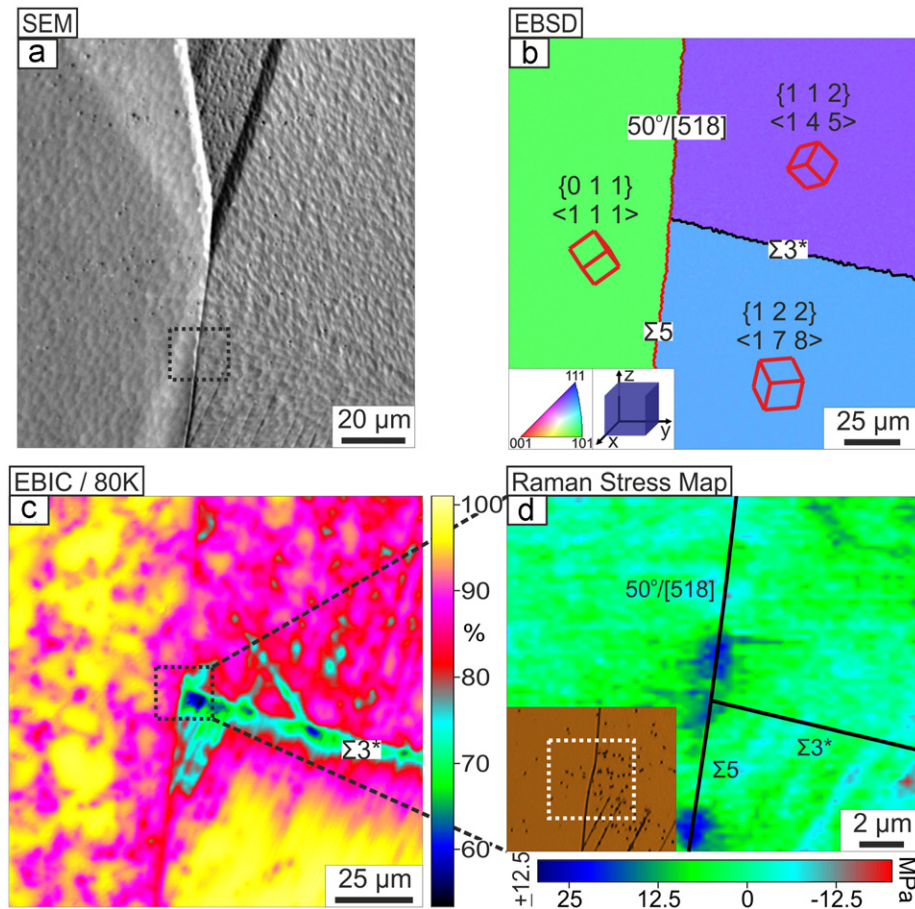 SEM
a
20 µm
EBSD
b
50°/[518]
{1 1 2}
<1 4 5>
{0 1 1}
<1 1 1>
Σ3*
Σ5
{1 2 2}
<1 7 8>
111
001
101
z
x
y
25 µm
EBIC / 80K
c
100
90
%
80
70
60
Σ3*
25 µm
Raman Stress Map
d
50°/[518]
Σ5
Σ3*
2 µm
±12.5
25
12.5
0
-12.5
MPa